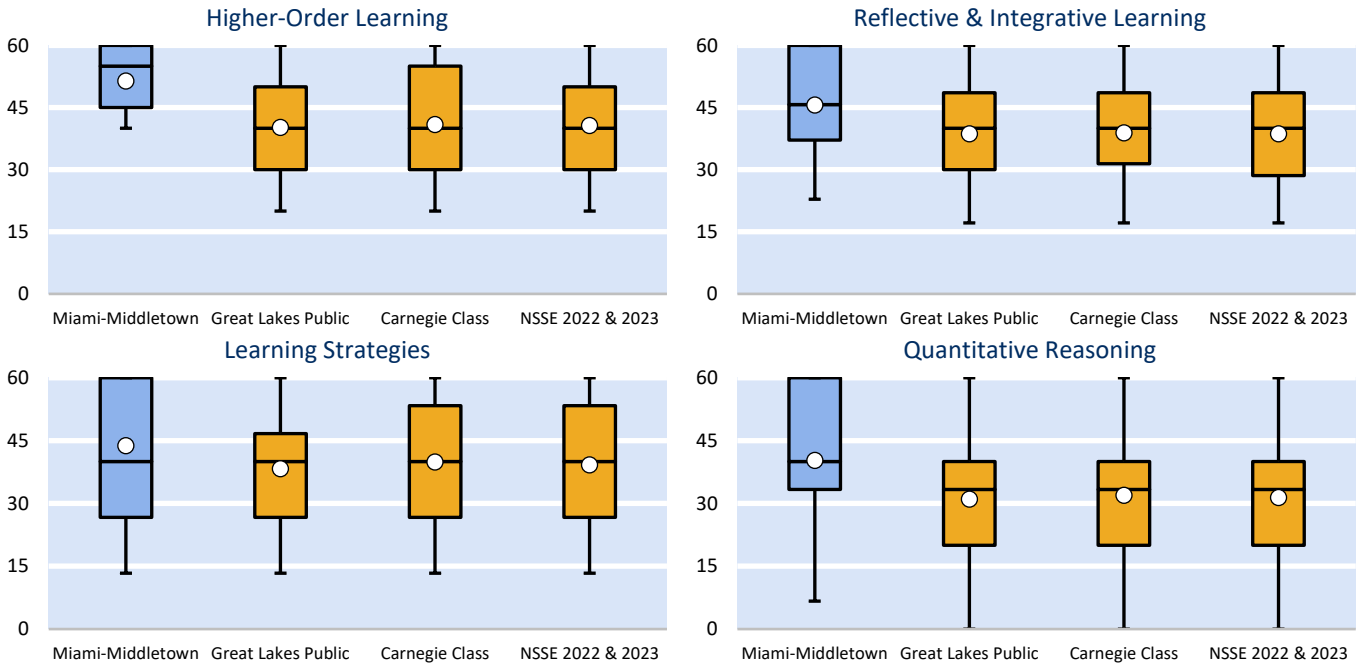 Higher-Order Learning
60
45
30
15
0
Miami-Middletown Great Lakes Public Carnegie Class NSSE 2022 & 2023
Reflective & Integrative Learning
60
45
30
15
0
Miami-Middletown Great Lakes Public Carnegie Class NSSE 2022 & 2023
Learning Strategies
60
45
30
15
0
Miami-Middletown Great Lakes Public Carnegie Class NSSE 2022 & 2023
Quantitative Reasoning
60
45
30
15
0
Miami-Middletown Great Lakes Public Carnegie Class NSSE 2022 & 2023